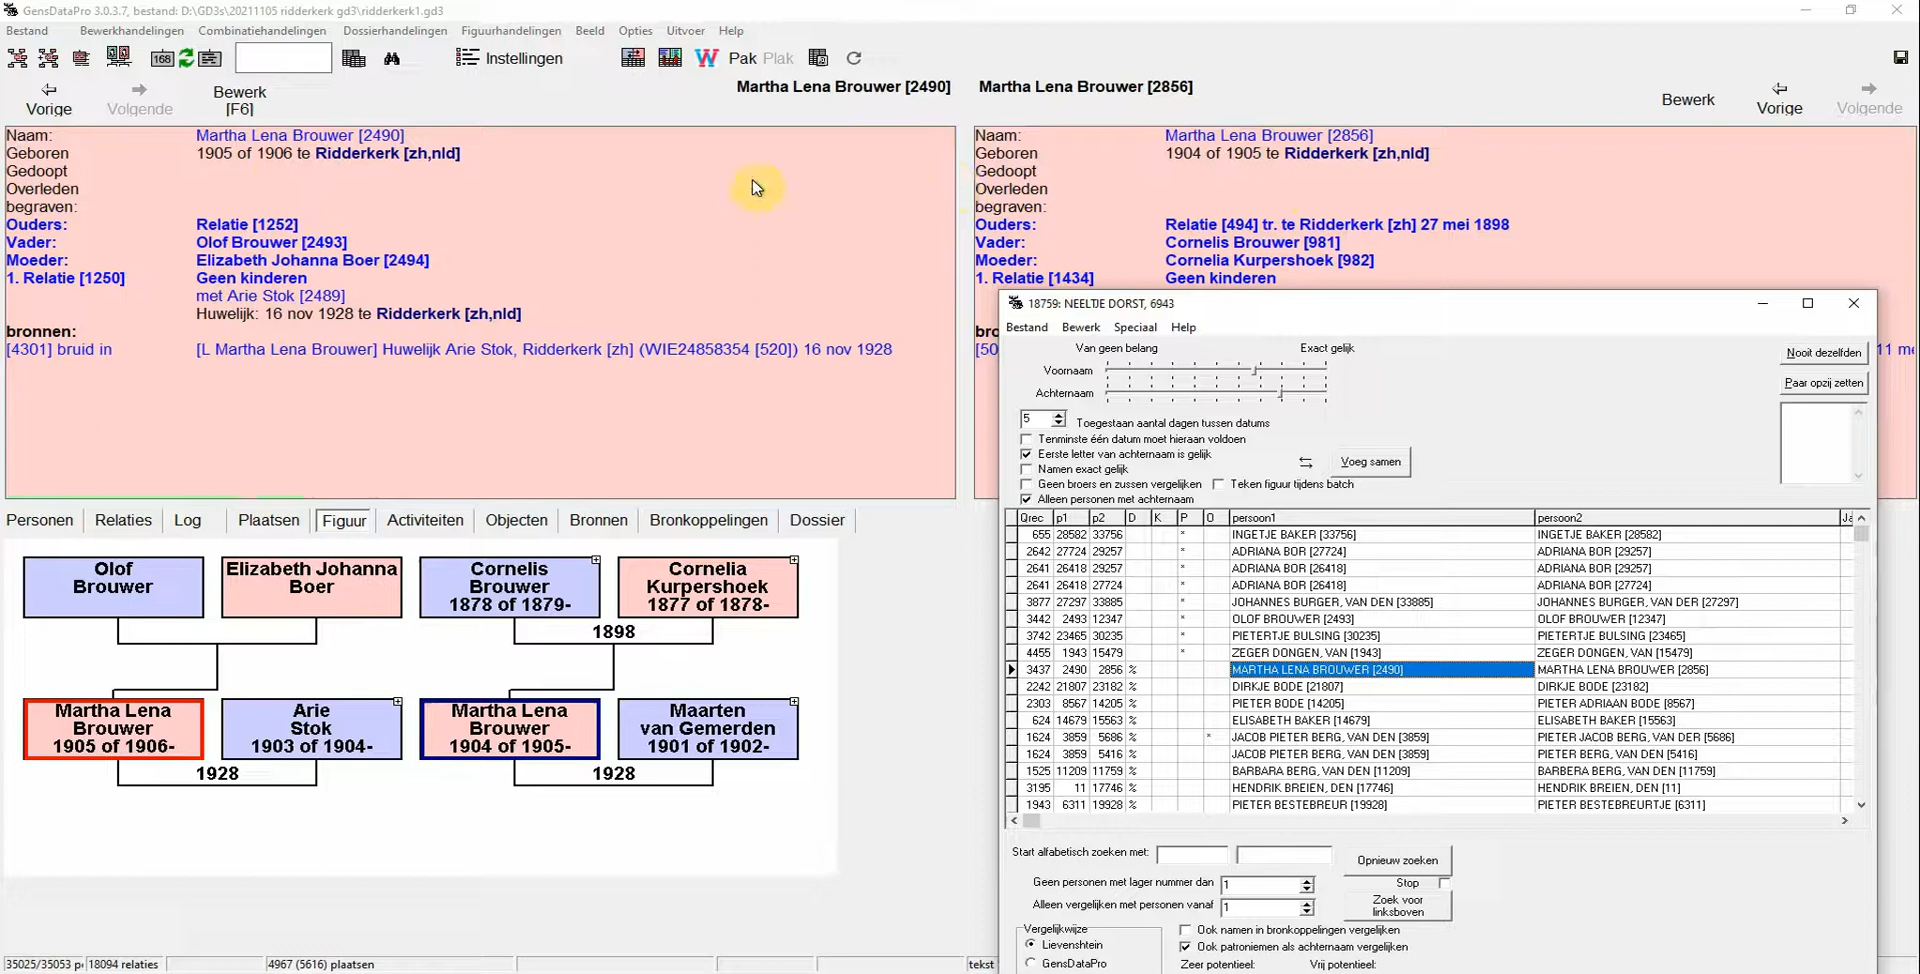 GensDataPro 3.0.3.7, bestand: D:\GD3s\20211105 ridderkerk gd3\ridderkerk1.gd3
Bestand Bewerkhandelingen Combinatiehandelingen Dossierhandelingen Figuurhandelingen Beeld Opties Uitvoer Help
168 Instellingen W Pak Plak
Vorige Volgende Bewerk [F6] Martha Lena Brouwer [2490] Martha Lena Brouwer [2856] Bewerk Vorige Volgende
Naam: Martha Lena Brouwer [2490]
Geboren 1905 of 1906 te Ridderkerk [zh,nld]
Gedoopt
Overleden
begraven:
Ouders: Relatie [1252]
Vader: Olof Brouwer [2493]
Moeder: Elizabeth Johanna Boer [2494]
1. Relatie [1250] Geen kinderen
met Arie Stok [2489]
Huwelijk: 16 nov 1928 te Ridderkerk [zh,nld]
bronnen:
[4301] bruid in [L Martha Lena Brouwer] Huwelijk Arie Stok, Ridderkerk [zh] (WIE24858354 [520]) 16 nov 1928
Naam: Martha Lena Brouwer [2856]
Geboren 1904 of 1905 te Ridderkerk [zh,nld]
Gedoopt
Overleden
begraven:
Ouders: Relatie [494] tr. te Ridderkerk [zh] 27 mei 1898
Vader: Cornelis Brouwer [981]
Moeder: Cornelia Kurpershoek [982]
1. Relatie [1434] Geen kinderen
Personen Relaties Log Plaatsen Figuur Activiteiten Objecten Bronnen Bronkoppelingen Dossier
Olof
Brouwer
Elizabeth Johanna
Boer
Cornelis
Brouwer
1878 of 1879-
Cornelia
Kurpershoek
1877 of 1878-
1898
Martha Lena
Brouwer
1905 of 1906-
Arie
Stok
1903 of 1904-
Martha Lena
Brouwer
1904 of 1905-
Maarten
van Gemerden
1901 of 1902-
1928
1928
35025/35053 18094 relaties 4967 (5616) plaatsen tekst
18759: NEELTJE DORST, 6943
Bestand Bewerk Speciaal Help
Van geen belang Exact gelijk
Nooit dezelfden
Voornaam
Paar opzij zetten
Achternaam
5 Toegestaan aantal dagen tussen datums
Tenminste één datum moet hieraan voldoen
Eerste letter van achternaam is gelijk
Voeg samen
Namen exact gelijk
Geen broers en zussen vergelijken Teken figuur tijdens batch
Alleen personen met achternaam
Qrec p1 p2 D K P O persoon1 persoon2
655 28582 33756 * INGETJE BAKER [33756] INGETJE BAKER [28582]
2642 27724 29257 * ADRIANA BOR [27724] ADRIANA BOR [29257]
2641 26418 29257 * ADRIANA BOR [26418] ADRIANA BOR [29257]
2641 26418 27724 * ADRIANA BOR [26418] ADRIANA BOR [27724]
3877 27297 33885 * JOHANNES BURGER, VAN DEN [33885] JOHANNES BURGER, VAN DER [27297]
3442 2493 12347 * OLOF BROUWER [2493] OLOF BROUWER [12347]
3742 23465 30235 * PIETERTJE BULSING [30235] PIETERTJE BULSING [23465]
4455 1943 15479 * ZEGER DONGEN, VAN [1943] ZEGER DONGEN, VAN [15479]
3437 2490 2856 % MARTHA LENA BROUWER [2490] MARTHA LENA BROUWER [2856]
2242 21807 23182 % DIRKJE BODE [21807] DIRKJE BODE [23182]
2303 8567 14205 % PIETER BODE [14205] PIETER ADRIAAN BODE [8567]
624 14679 15563 % ELISABETH BAKER [14679] ELISABETH BAKER [15563]
1624 3859 5686 % * JACOB PIETER BERG, VAN DEN [3859] PIETER JACOB BERG, VAN DEN [5686]
1624 3859 5416 % JACOB PIETER BERG, VAN DEN [3859] PIETER BERG, VAN DEN [5416]
1525 11209 11759 % BARBARA BERG, VAN DEN [11209] BARBERA BERG, VAN DEN [11759]
3195 11 17746 % HENDRIK BREIEN, DEN [17746] HENDRIK BREIEN, DEN [11]
1943 6311 19928 % PIETER BESTEBREUR [19928] PIETER BESTEBREURTJE [6311]
Start alfabetisch zoeken met: Opnieuw zoeken
Geen personen met lager nummer dan 1 Stop
Alleen vergelijken met personen vanaf 1 Zoek voor linksboven
Vergelijkwijze Ook namen in bronkoppelingen vergelijken
Lievenshtein Ook patroniemen als achternaam vergelijken
GensDataPro Zeer potentieel: Vrij potentieel: